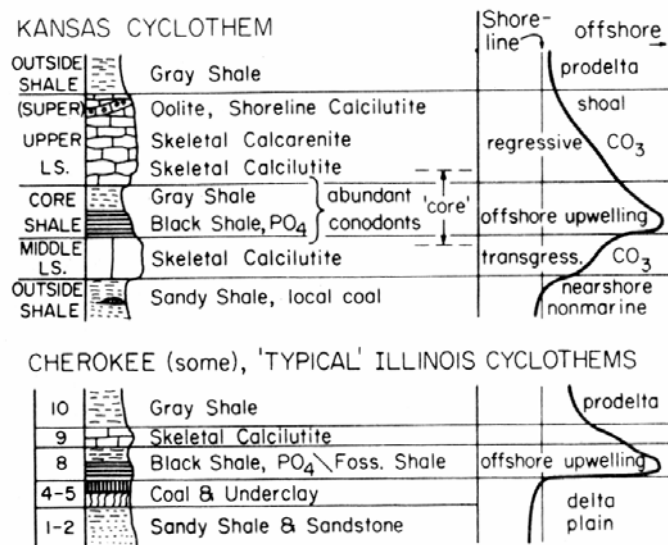 KANSAS CYCLOTHEM
Shore-
line
offshore
OUTSIDE
SHALE
Gray Shale
prodelta
(SUPER)
Oolite, Shoreline Calcilutite
shoal
UPPER
Skeletal Calcarenite
regressive CO3
LS.
Skeletal Calcilutite
CORE
Gray Shale
abundant
'core'
SHALE
Black Shale, PO4
conodonts
offshore upwelling
MIDDLE
LS.
Skeletal Calcilutite
transgress. CO3
OUTSIDE
SHALE
Sandy Shale, local coal
nearshore
nonmarine
CHEROKEE (some), 'TYPICAL' ILLINOIS CYCLOTHEMS
10
Gray Shale
prodelta
9
Skeletal Calcilutite
8
Black Shale, PO4\Foss. Shale
offshore upwelling
4-5
Coal & Underclay
delta
plain
1-2
Sandy Shale & Sandstone